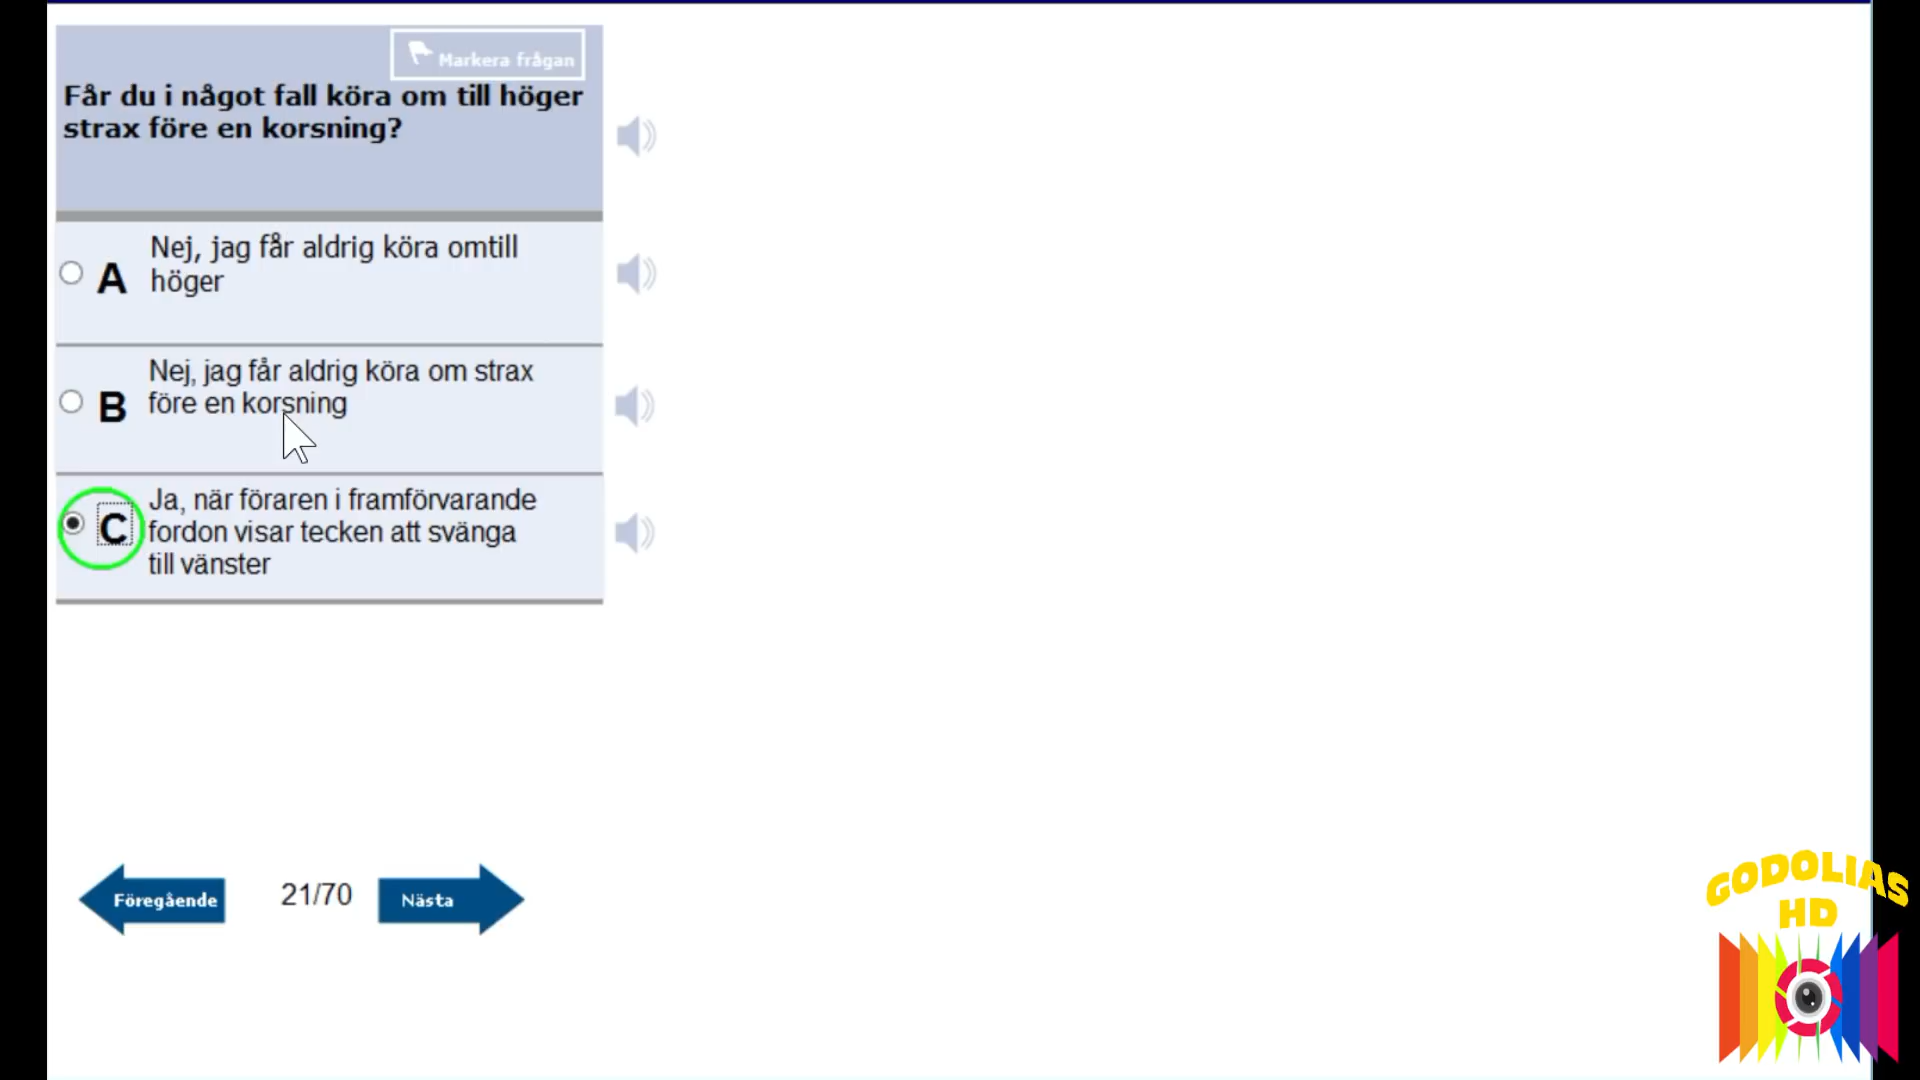 Markera frågan
Får du i något fall köra om till höger
strax före en korsning?
A
Nej, jag får aldrig köra omtill
höger
B
Nej, jag får aldrig köra om strax
före en korsning
C
Ja, när föraren i framförvarande
fordon visar tecken att svänga
till vänster
Föregående
21/70
Nästa
GODOLIAS
HD